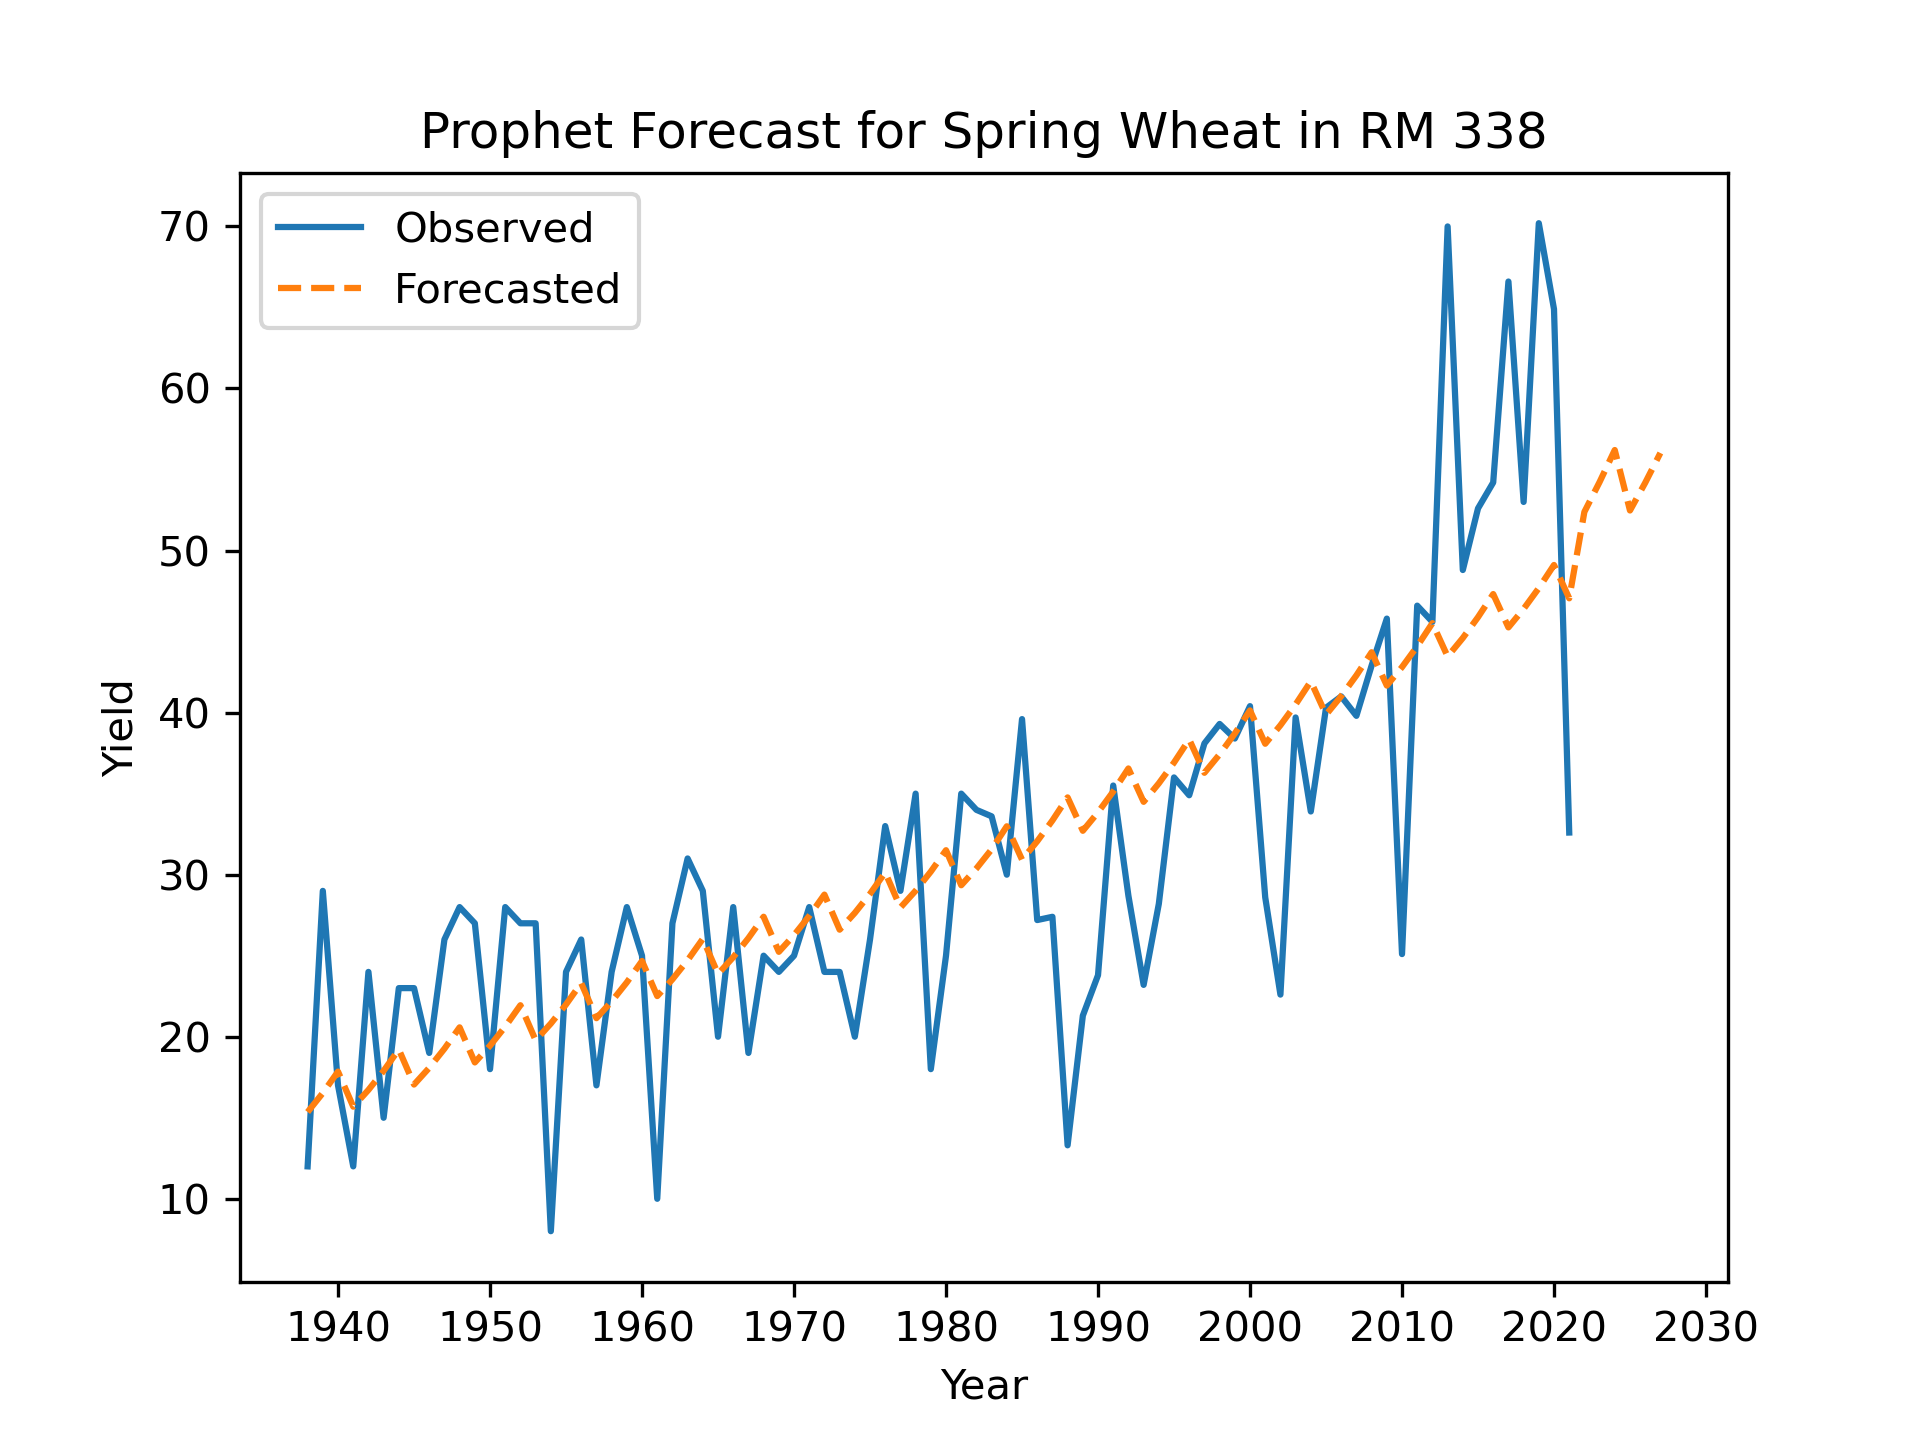 Prophet Forecast for Spring Wheat in RM 338
Observed
Forecasted
70
60
50
40
30
20
10
Yield
1940 1950 1960 1970 1980 1990 2000 2010 2020 2030
Year